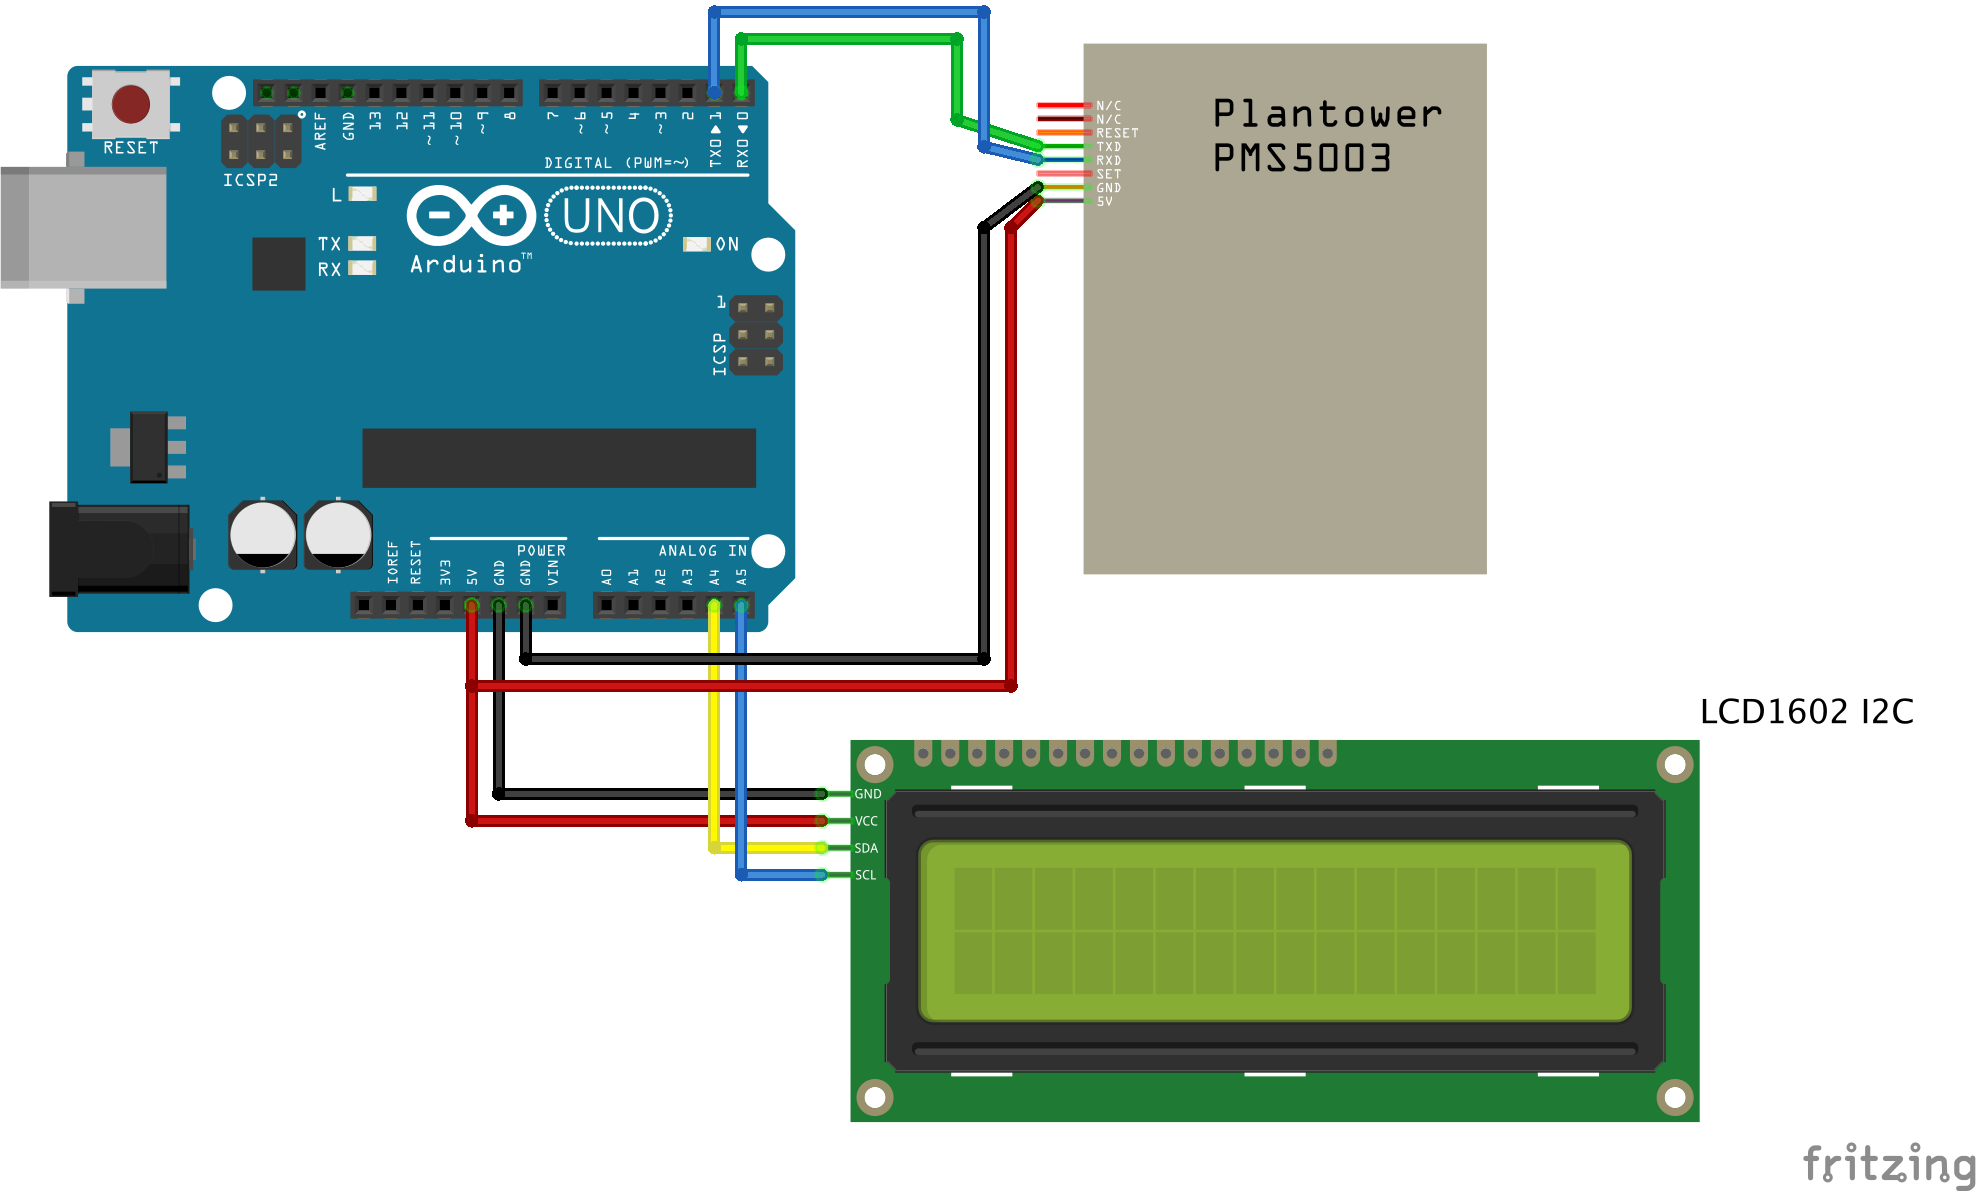 RESET
ICSP2
AREF
GND
13
12
~11
~10
~9
8
7
~6
~5
4
~3
2
TX0▶1
RX0◀0
DIGITAL (PWM=~)
L
TX
RX
Arduino™
UNO
ON
1
ICSP
IOREF
RESET
3V3
5V
GND
GND
VIN
POWER
ANALOG IN
A0
A1
A2
A3
A4
A5
N/C
N/C
RESET
TXD
RXD
SET
GND
5V
Plantower
PMS5003
LCD1602 I2C
GND
VCC
SDA
SCL
fritzing